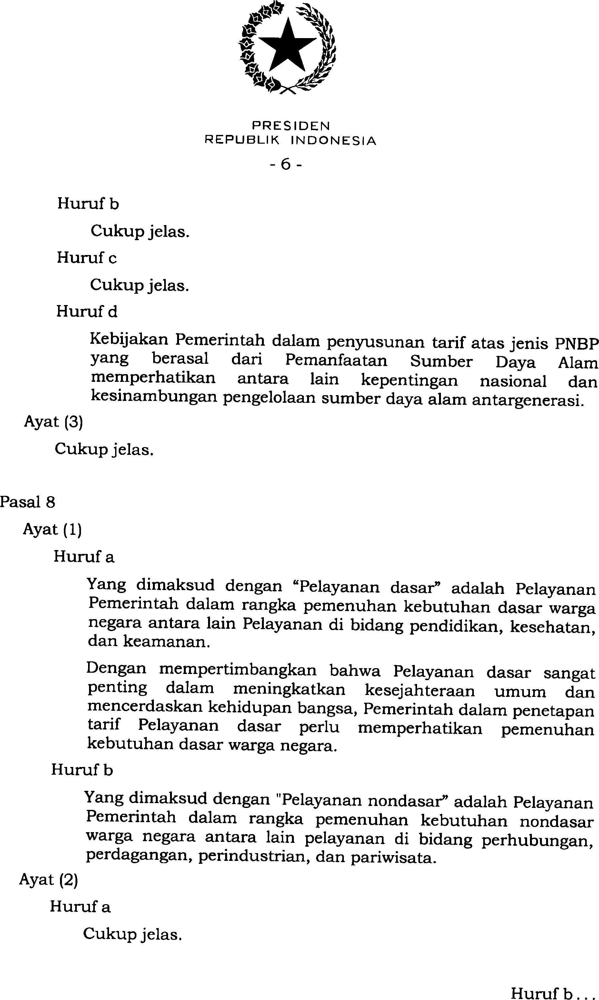 PRESIDEN
REPUBLIK INDONESIA
- 6 -
Huruf b
Cukup jelas.
Huruf c
Cukup jelas.
Huruf d
Kebijakan Pemerintah dalam penyusunan tarif atas jenis PNBP
yang berasal dari Pemanfaatan Sumber Daya Alam
memperhatikan antara lain kepentingan nasional dan
kesinambungan pengelolaan sumber daya alam antargenerasi.
Ayat (3)
Cukup jelas.
Pasal 8
Ayat (1)
Huruf a
Yang dimaksud dengan “Pelayanan dasar” adalah Pelayanan
Pemerintah dalam rangka pemenuhan kebutuhan dasar warga
negara antara lain Pelayanan di bidang pendidikan, kesehatan,
dan keamanan.
Dengan mempertimbangkan bahwa Pelayanan dasar sangat
penting dalam meningkatkan kesejahteraan umum dan
mencerdaskan kehidupan bangsa, Pemerintah dalam penetapan
tarif Pelayanan dasar perlu memperhatikan pemenuhan
kebutuhan dasar warga negara.
Huruf b
Yang dimaksud dengan "Pelayanan nondasar” adalah Pelayanan
Pemerintah dalam rangka pemenuhan kebutuhan nondasar
warga negara antara lain pelayanan di bidang perhubungan,
perdagangan, perindustrian, dan pariwisata.
Ayat (2)
Huruf a
Cukup jelas.
Huruf b . . .